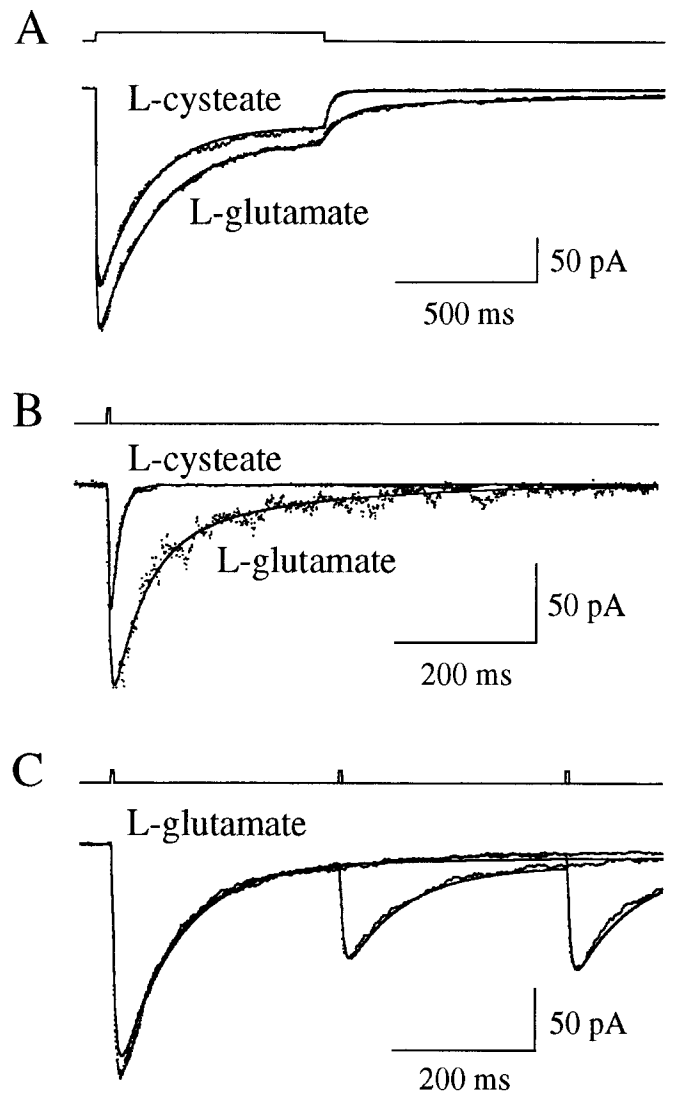 A
L-cysteate
L-glutamate
50 pA
500 ms
B
L-cysteate
L-glutamate
50 pA
200 ms
C
L-glutamate
50 pA
200 ms